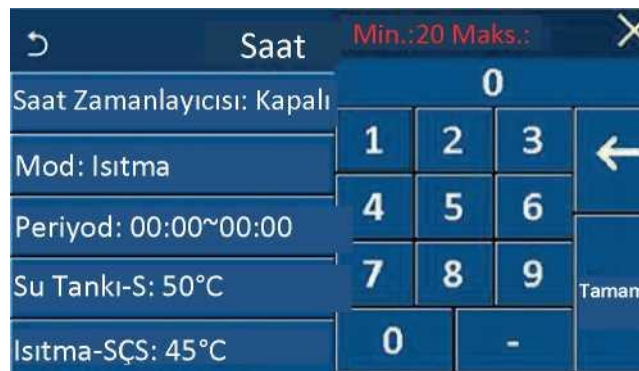 Saat
Saat Zamanlayıcısı: Kapalı
Mod: Isıtma
Periyod: 00:00~00:00
Su Tankı-S: 50°C
Isıtma-SÇS: 45°C
Min.:20 Maks.:
0
1 2 3
4 5 6
7 8 9
0 -
Tamam